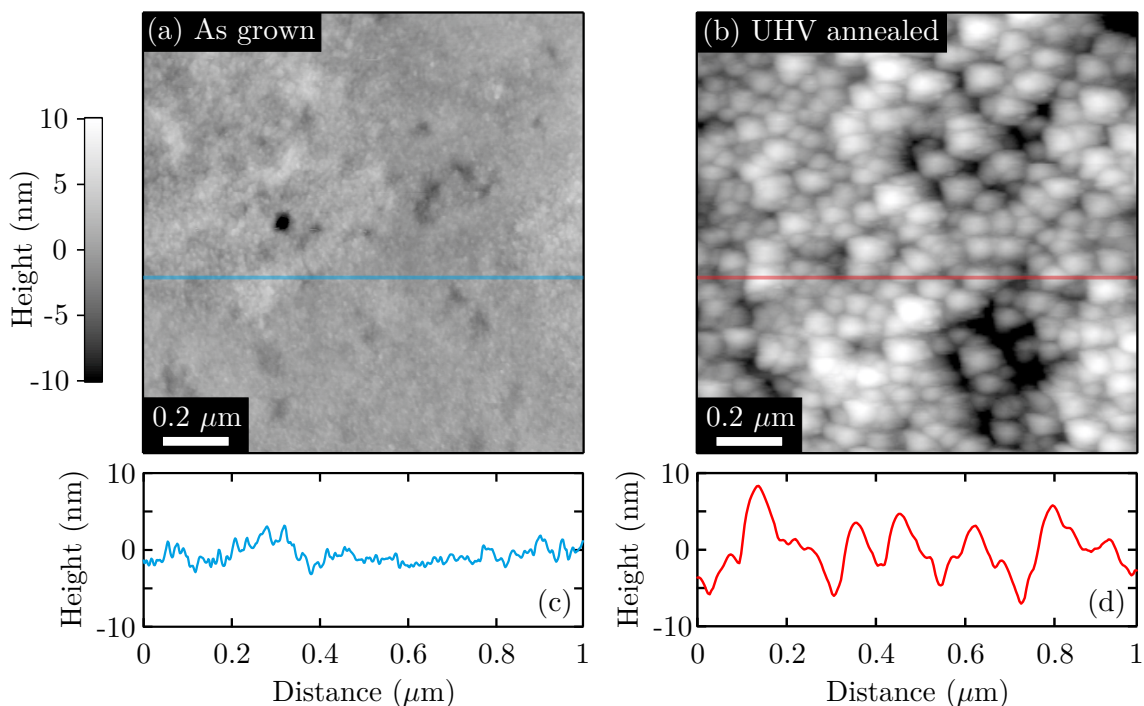 (a) As grown
(b) UHV annealed
10
5
0
-5
-10
Height (nm)
0.2 μm
0.2 μm
10
0
-10
Height (nm)
(c)
0 0.2 0.4 0.6 0.8 1
Distance (μm)
10
0
-10
Height (nm)
(d)
0 0.2 0.4 0.6 0.8 1
Distance (μm)